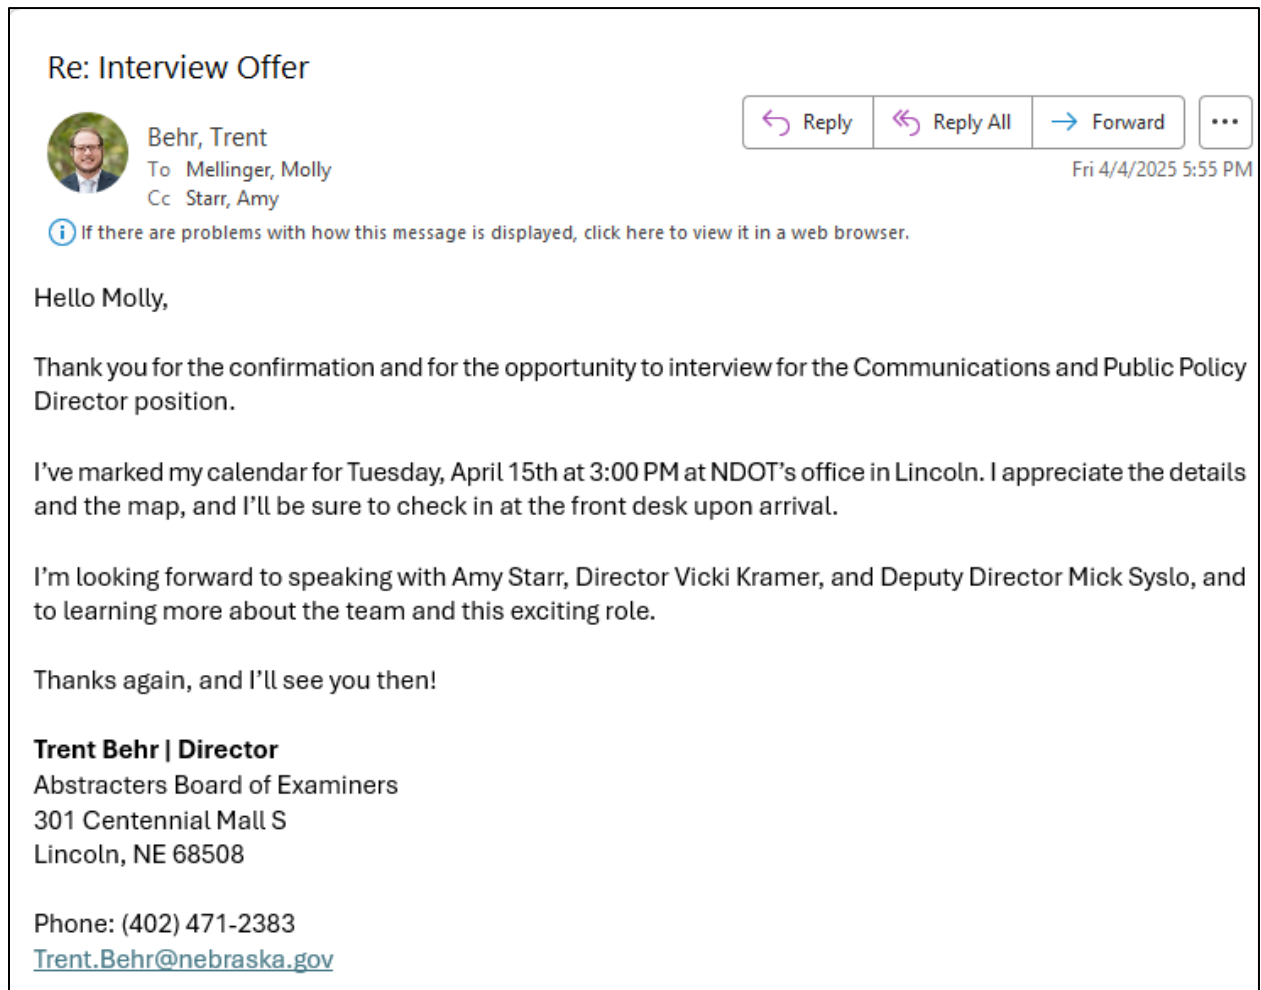 Re: Interview Offer
Behr, Trent
To Mellinger, Molly
Cc Starr, Amy
Reply
Reply All
Forward
Fri 4/4/2025 5:55 PM
If there are problems with how this message is displayed, click here to view it in a web browser.
Hello Molly,
Thank you for the confirmation and for the opportunity to interview for the Communications and Public Policy
Director position.
I’ve marked my calendar for Tuesday, April 15th at 3:00 PM at NDOT’s office in Lincoln. I appreciate the details
and the map, and I’ll be sure to check in at the front desk upon arrival.
I’m looking forward to speaking with Amy Starr, Director Vicki Kramer, and Deputy Director Mick Syslo, and
to learning more about the team and this exciting role.
Thanks again, and I’ll see you then!
Trent Behr | Director
Abstracters Board of Examiners
301 Centennial Mall S
Lincoln, NE 68508
Phone: (402) 471-2383
Trent.Behr@nebraska.gov